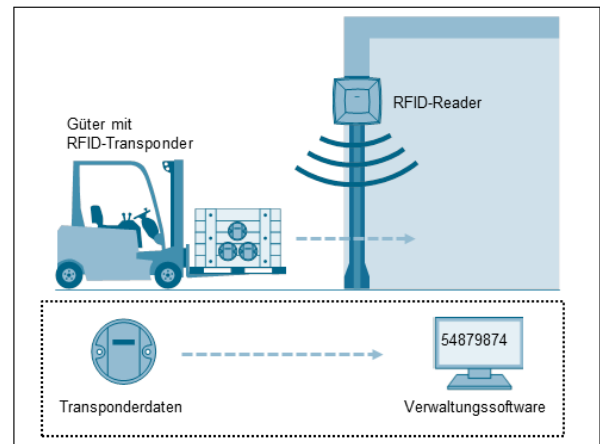 RFID-Reader
Güter mit
RFID-Transponder
54879874
Transponderdaten
Verwaltungssoftware